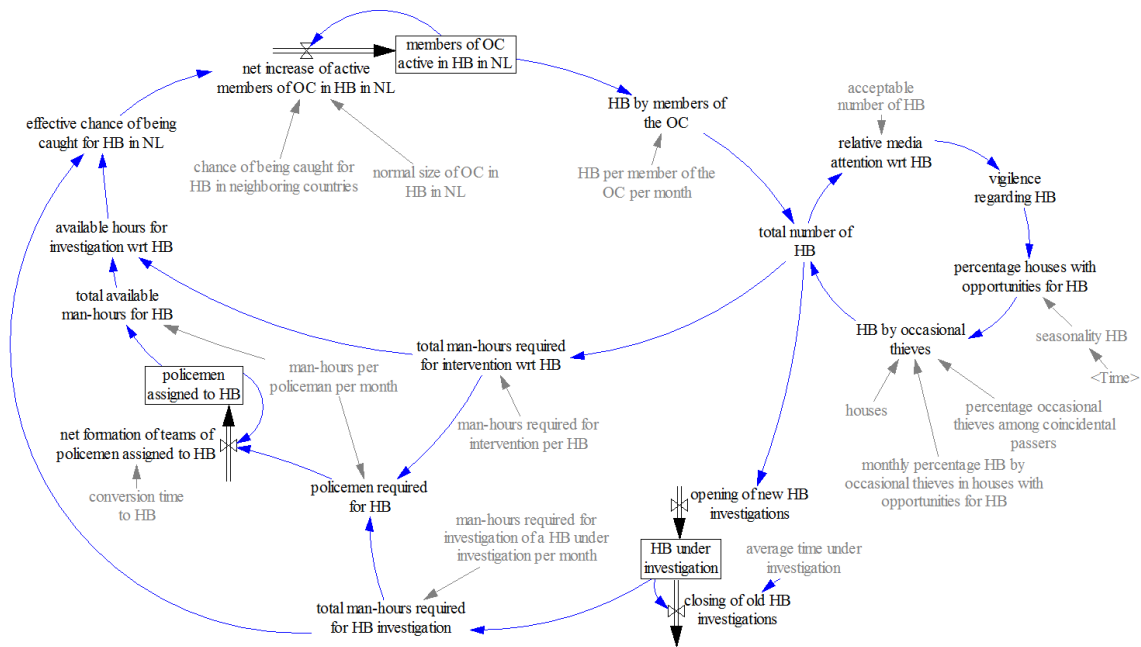 members of OC
active in HB in NL
net increase of active
members of OC in HB in NL
HB by members of
the OC
acceptable
number of HB
effective chance of being
caught for HB in NL
relative media
attention wrt HB
chance of being caught for
HB in neighboring countries
normal size of OC in
HB in NL
HB per member of the
OC per month
vigilence
regarding HB
available hours for
investigation wrt HB
total number of
HB
percentage houses with
opportunities for HB
total available
man-hours for HB
HB by occasional
thieves
seasonality HB
<Time>
total man-hours required
for intervention wrt HB
man-hours per
policeman per month
policemen
assigned to HB
houses
percentage occasional
thieves among coincidental
passers
man-hours required for
intervention per HB
net formation of teams of
policemen assigned to HB
monthly percentage HB by
occasional thieves in houses with
opportunities for HB
conversion time
to HB
policemen required
for HB
opening of new HB
investigations
man-hours required for
investigation of a HB under
investigation per month
HB under
investigation
average time under
investigation
total man-hours required
for HB investigation
closing of old HB
investigations